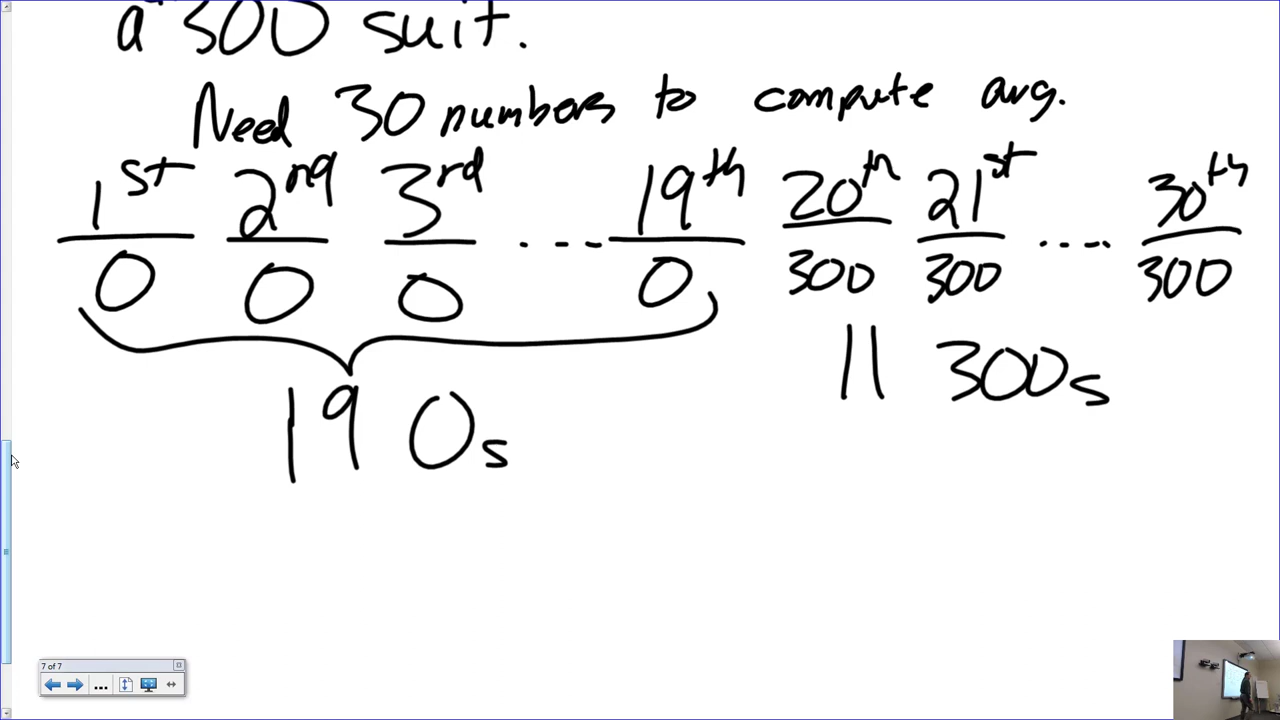 a 300 suit.
Need 30 numbers to compute avg.
1st 2nd 3rd .... 19th 20th 21st .... 30th
0 0 0 0 300 300 300
19 0s 11 300s
7 of 7